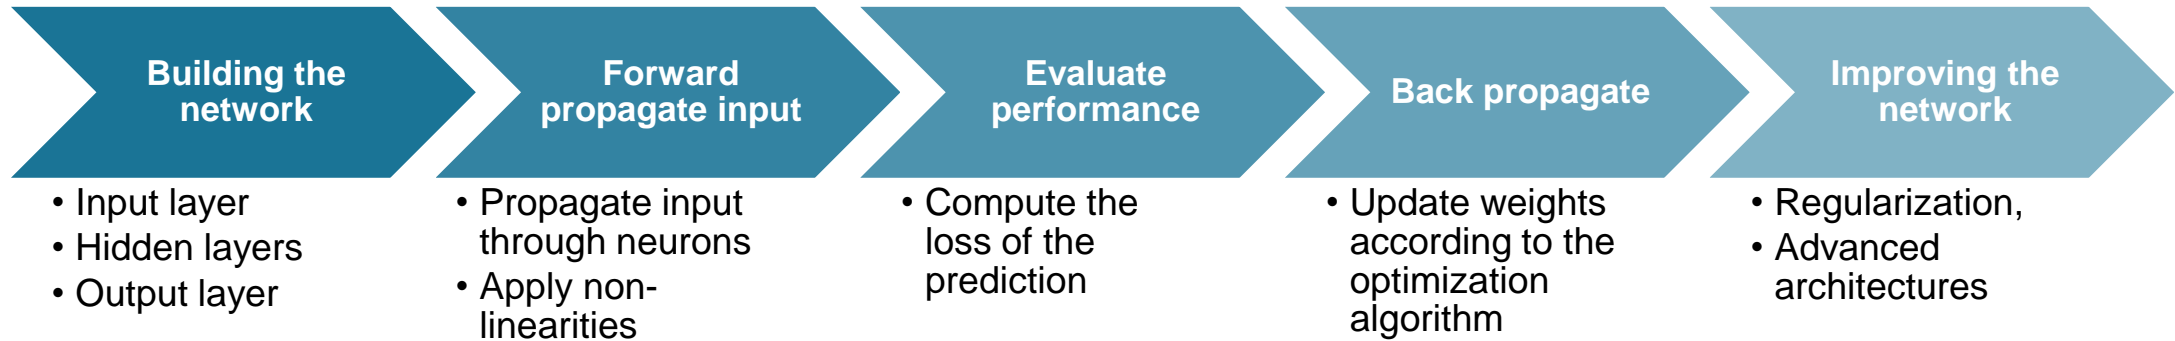 Building the
network
• Input layer
• Hidden layers
• Output layer
Forward
propagate input
• Propagate input
through neurons
• Apply non-
linearities
Evaluate
performance
• Compute the
loss of the
prediction
Back propagate
• Update weights
according to the
optimization
algorithm
Improving the
network
• Regularization,
• Advanced
architectures